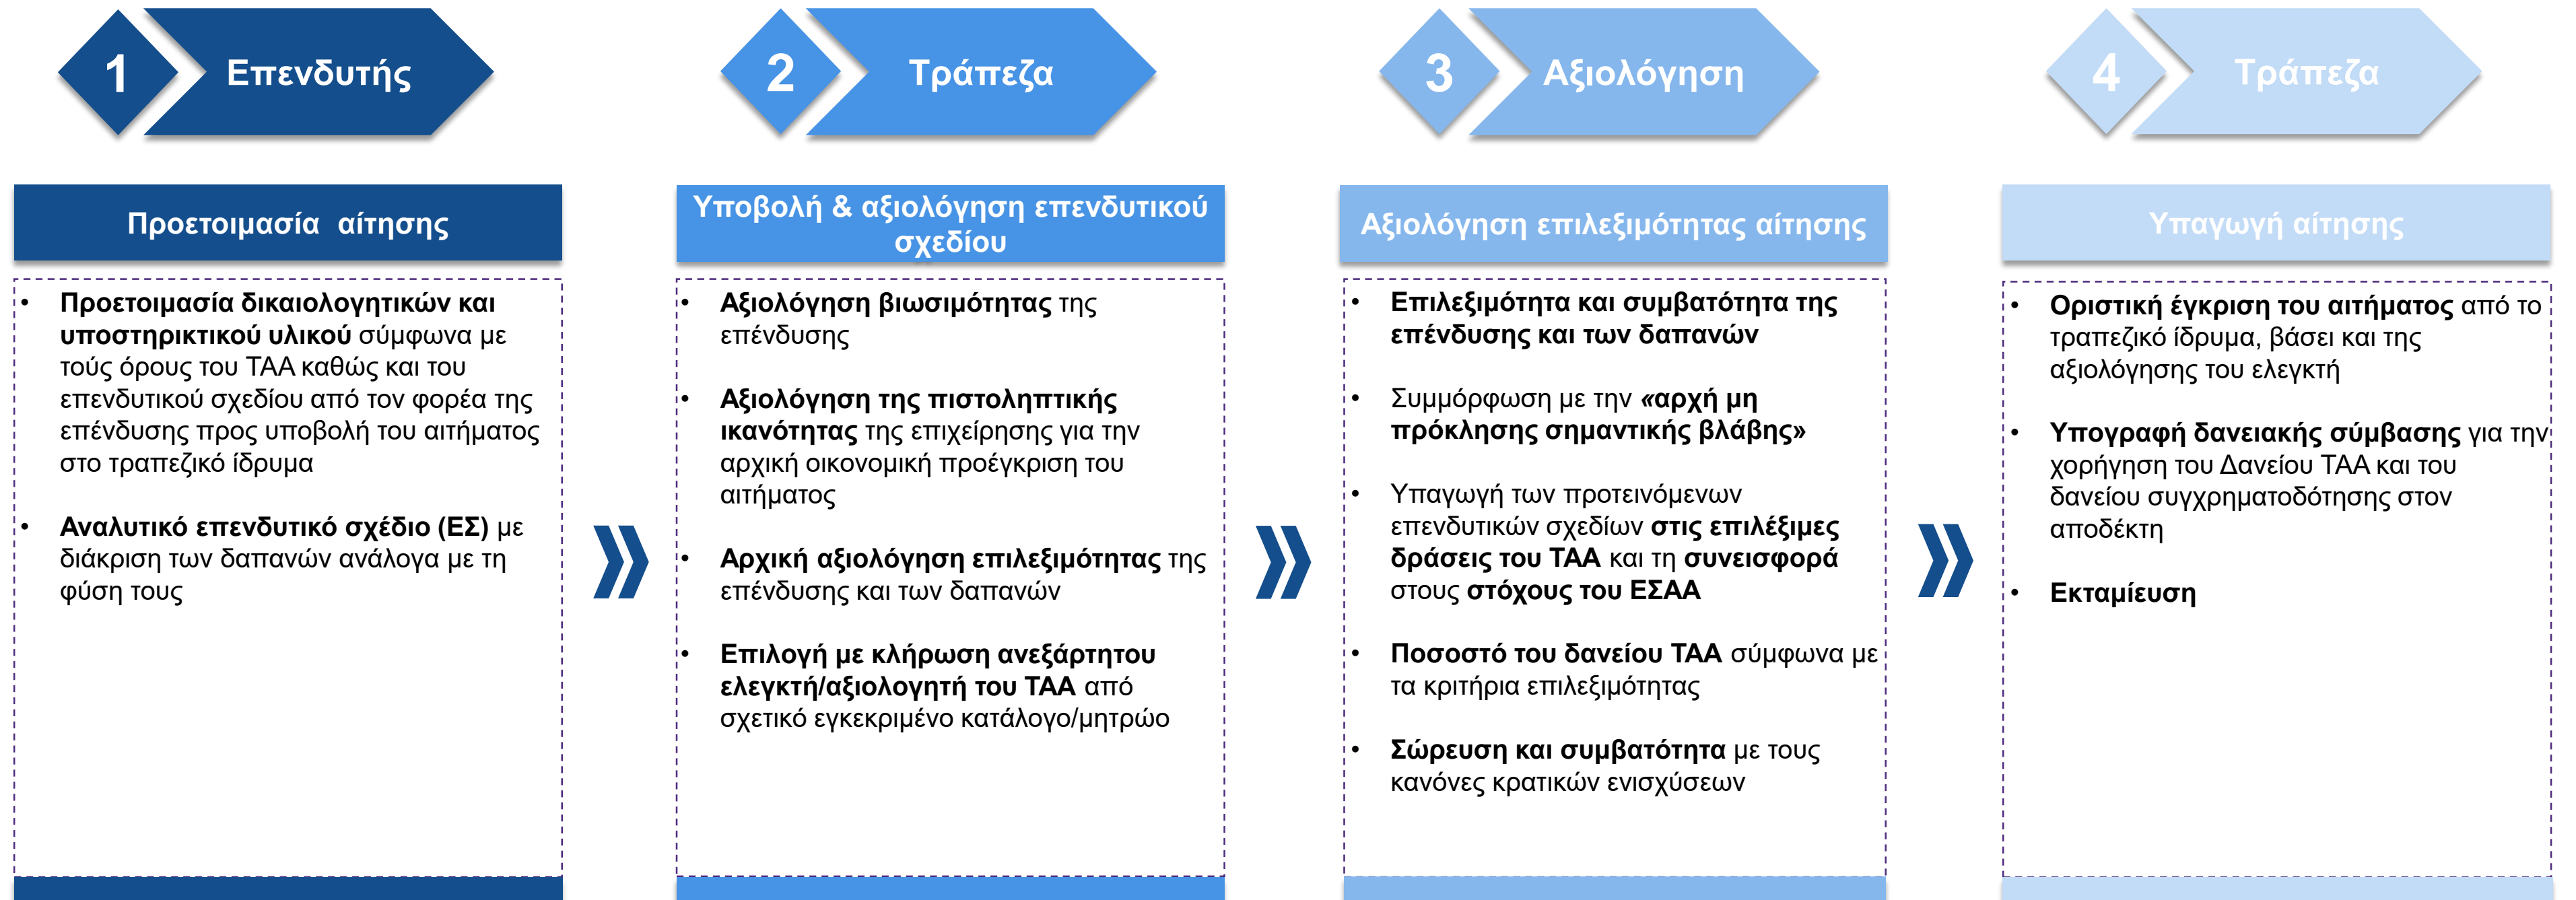 1
Επενδυτής
2
Τράπεζα
3
Αξιολόγηση
4
Τράπεζα
Προετοιμασία αίτησης
• Προετοιμασία δικαιολογητικών και
υποστηρικτικού υλικού σύμφωνα με
τούς όρους του ΤΑΑ καθώς και του
επενδυτικού σχεδίου από τον φορέα της
επένδυσης προς υποβολή του αιτήματος
στο τραπεζικό ίδρυμα
• Αναλυτικό επενδυτικό σχέδιο (ΕΣ) με
διάκριση των δαπανών ανάλογα με τη
φύση τους
Υποβολή & αξιολόγηση επενδυτικού
σχεδίου
• Αξιολόγηση βιωσιμότητας της
επένδυσης
• Αξιολόγηση της πιστοληπτικής
ικανότητας της επιχείρησης για την
αρχική οικονομική προέγκριση του
αιτήματος
• Αρχική αξιολόγηση επιλεξιμότητας της
επένδυσης και των δαπανών
• Επιλογή με κλήρωση ανεξάρτητου
ελεγκτή/αξιολογητή του ΤΑΑ από
σχετικό εγκεκριμένο κατάλογο/μητρώο
Αξιολόγηση επιλεξιμότητας αίτησης
• Επιλεξιμότητα και συμβατότητα της
επένδυσης και των δαπανών
• Συμμόρφωση με την «αρχή μη
πρόκλησης σημαντικής βλάβης»
• Υπαγωγή των προτεινόμενων
επενδυτικών σχεδίων στις επιλέξιμες
δράσεις του ΤΑΑ και τη συνεισφορά
στους στόχους του ΕΣΑΑ
• Ποσοστό του δανείου ΤΑΑ σύμφωνα με
τα κριτήρια επιλεξιμότητας
• Σώρευση και συμβατότητα με τους
κανόνες κρατικών ενισχύσεων
Υπαγωγή αίτησης
• Οριστική έγκριση του αιτήματος από το
τραπεζικό ίδρυμα, βάσει και της
αξιολόγησης του ελεγκτή
• Υπογραφή δανειακής σύμβασης για την
χορήγηση του Δανείου ΤΑΑ και του
δανείου συγχρηματοδότησης στον
αποδέκτη
• Εκταμίευση